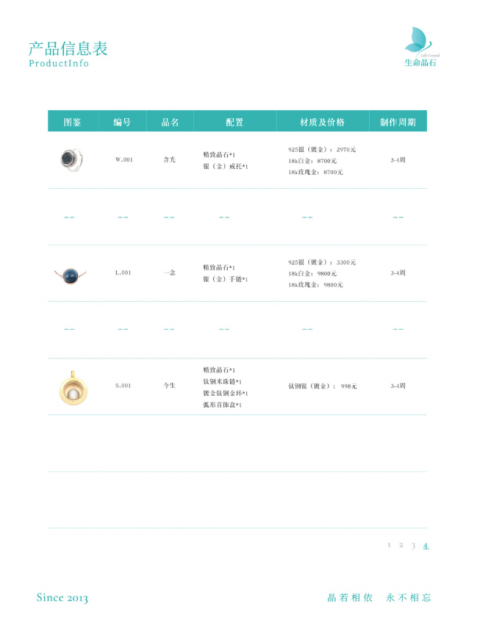 产品信息表
ProductInfo
Life Crystal
生命晶石
图鉴 编号 品名 配置 材质及价格 制作周期
W.001 含光 精致晶石*1 银（金）戒托*1 925银（镀金）：2970元 18k白金：8700元 18k玫瑰金：8700元 3-4周
-- -- -- -- -- --
L.001 一念 精致晶石*1 银（金）手链*1 925银（镀金）：3300元 18k白金：9800元 18k玫瑰金：9800元 3-4周
-- -- -- -- -- --
S.001 今生 精致晶石*1 钛钢米珠链*1 镀金钛钢金环*1 弧形首饰盒*1 钛钢银（镀金）：998元 3-4周
1 2 3 4
Since 2013
晶若相依 永不相忘